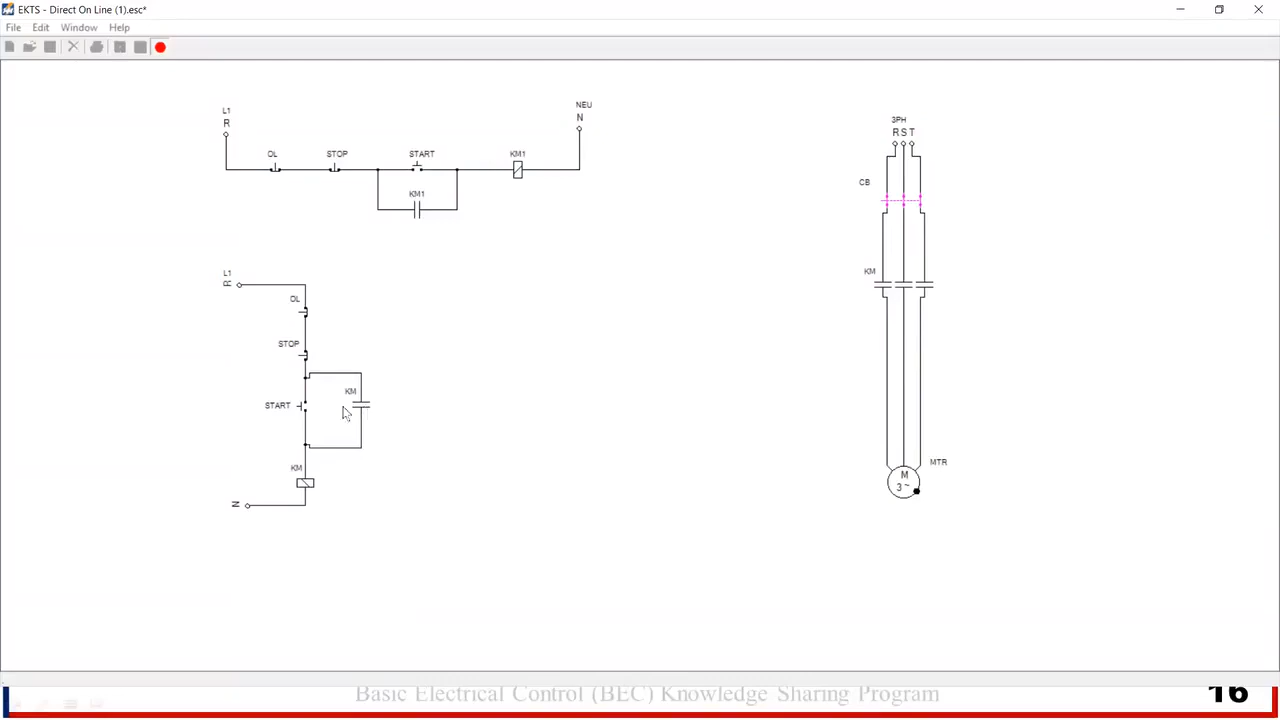 EKTS - Direct On Line (1).esc*
File Edit Window Help
L1
R
NEU
N
OL STOP START KM1
KM1
L1
R
OL
STOP
KM
START
KM
N
3PH
R S T
CB
KM
MTR
M
3 ~
Basic Electrical Control (BEC) Knowledge Sharing Program
16